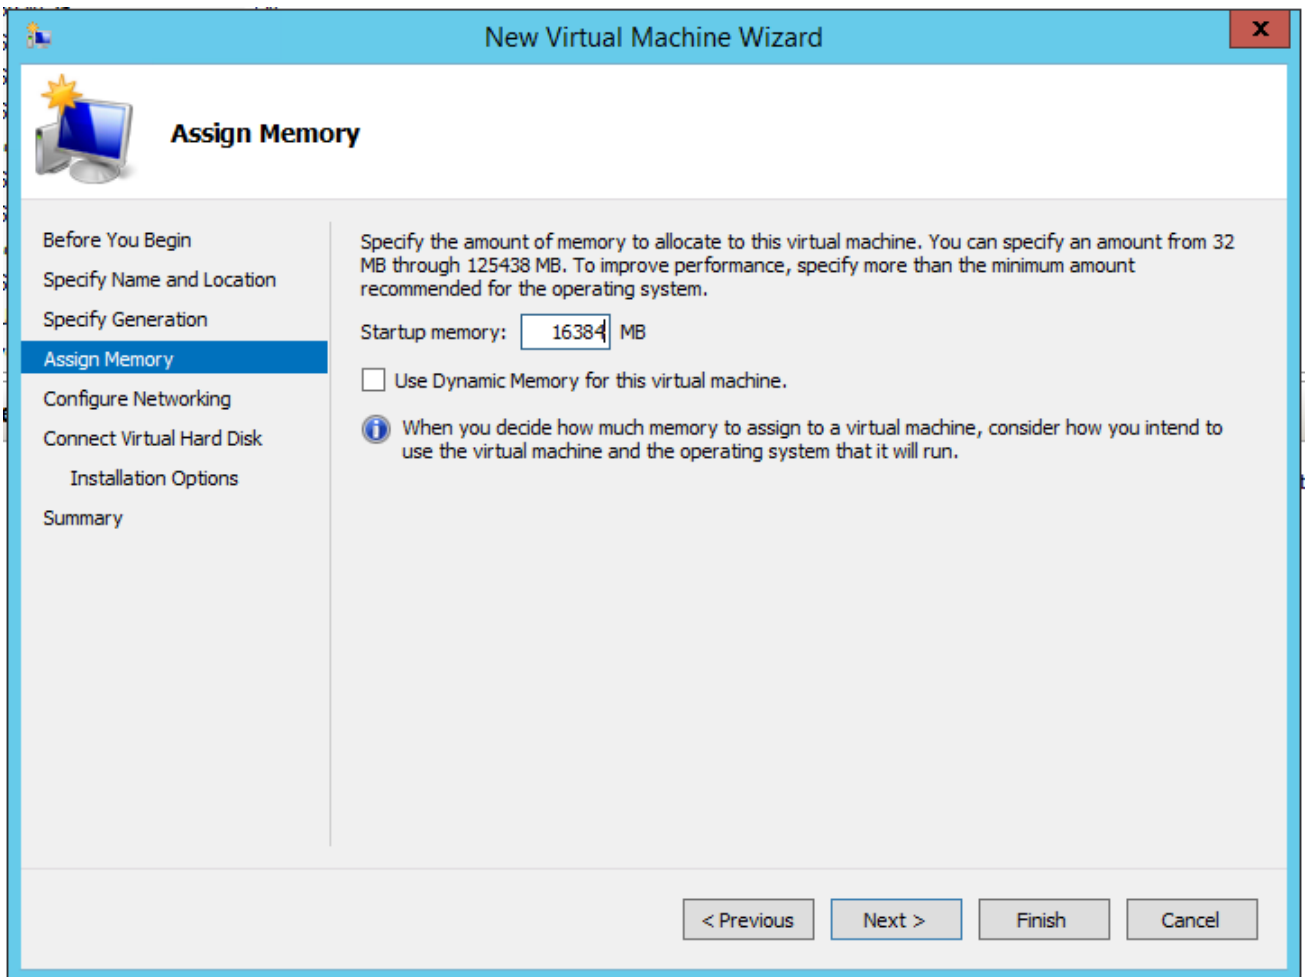 New Virtual Machine Wizard
x
Assign Memory
Before You Begin
Specify Name and Location
Specify Generation
Assign Memory
Configure Networking
Connect Virtual Hard Disk
Installation Options
Summary
Specify the amount of memory to allocate to this virtual machine. You can specify an amount from 32
MB through 125438 MB. To improve performance, specify more than the minimum amount
recommended for the operating system.
Startup memory: 16384 MB
Use Dynamic Memory for this virtual machine.
When you decide how much memory to assign to a virtual machine, consider how you intend to
use the virtual machine and the operating system that it will run.
< Previous Next > Finish Cancel